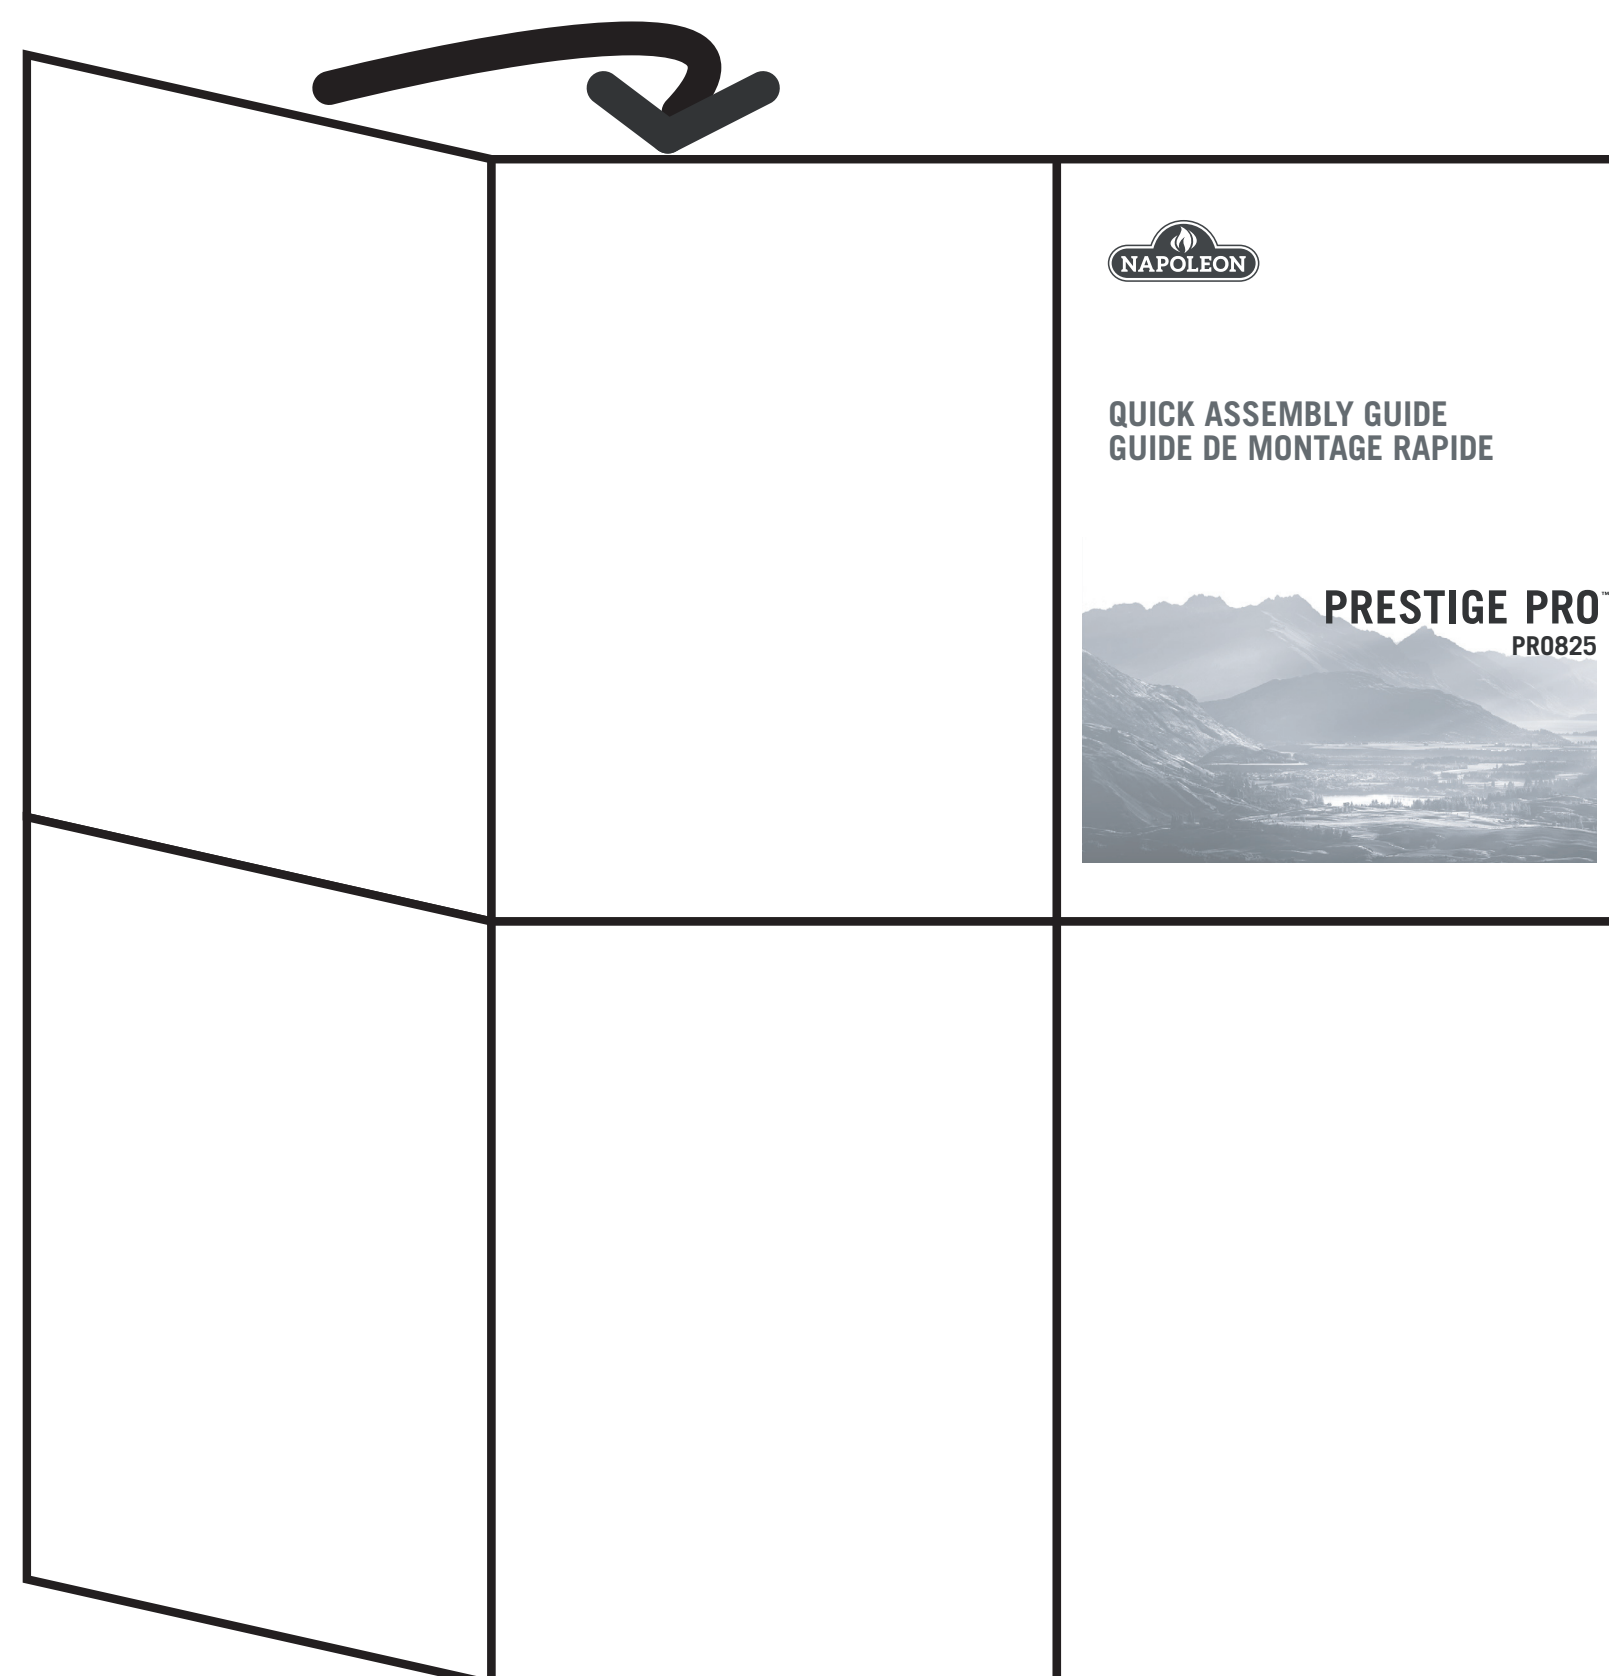 NAPOLEON
QUICK ASSEMBLY GUIDE
GUIDE DE MONTAGE RAPIDE
PRESTIGE PRO™
PRO825